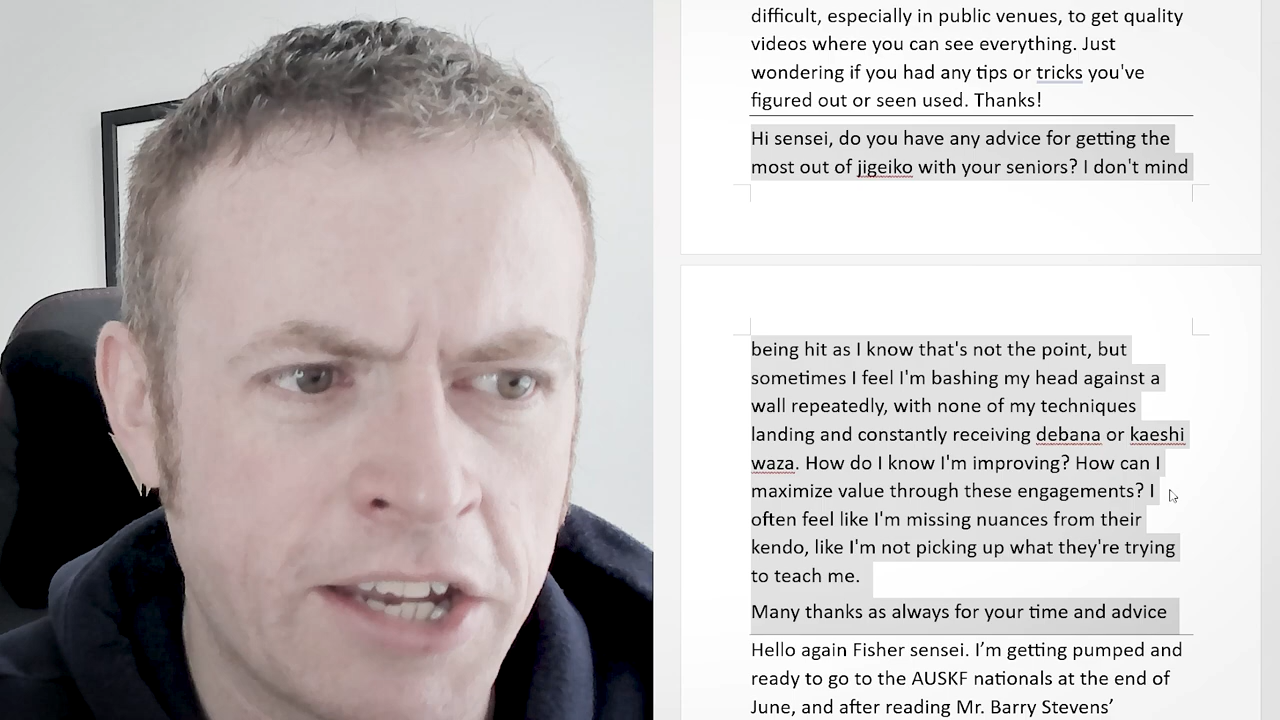 difficult, especially in public venues, to get quality
videos where you can see everything. Just
wondering if you had any tips or tricks you've
figured out or seen used. Thanks!
Hi sensei, do you have any advice for getting the
most out of jigeiko with your seniors? I don't mind
being hit as I know that's not the point, but
sometimes I feel I'm bashing my head against a
wall repeatedly, with none of my techniques
landing and constantly receiving debana or kaeshi
waza. How do I know I'm improving? How can I
maximize value through these engagements? I
often feel like I'm missing nuances from their
kendo, like I'm not picking up what they're trying
to teach me.
Many thanks as always for your time and advice
Hello again Fisher sensei. I’m getting pumped and
ready to go to the AUSKF nationals at the end of
June, and after reading Mr. Barry Stevens’